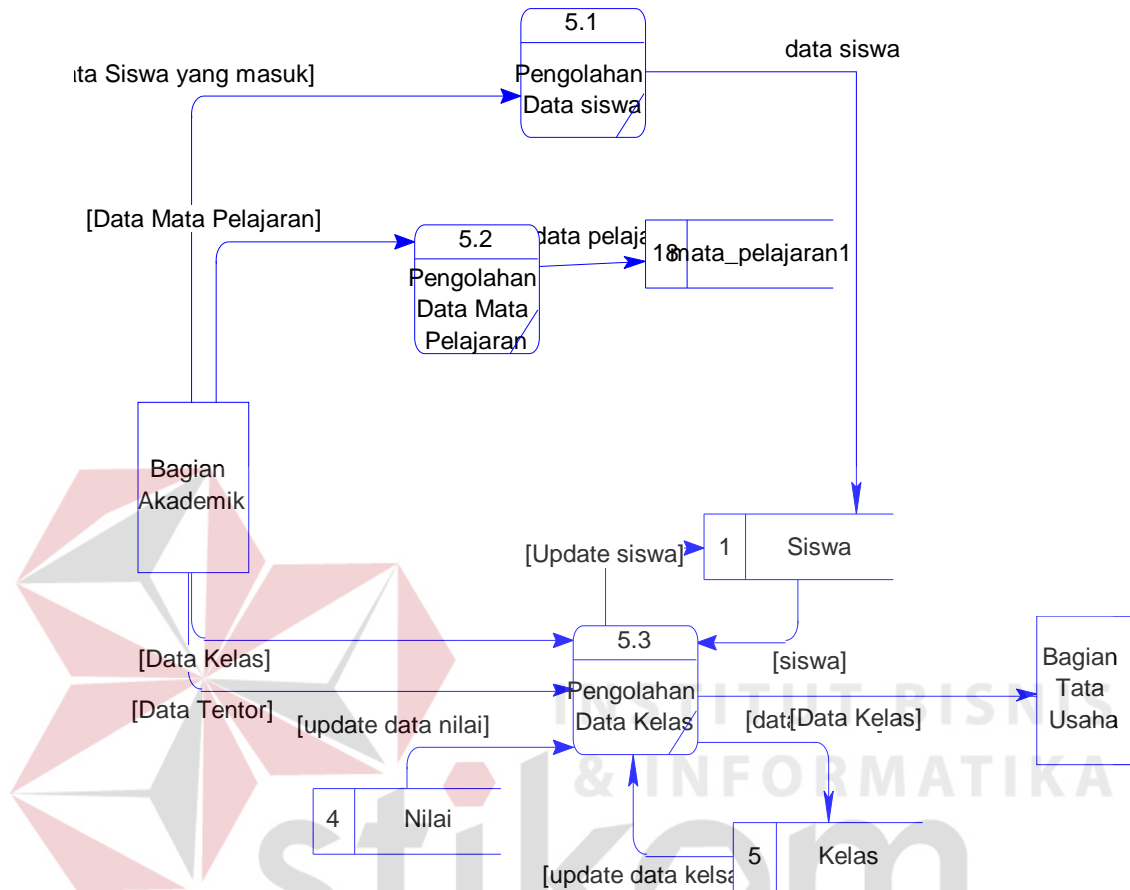 5.1
data siswa
ta Siswa yang masuk]
Pengolahan
Data siswa
[Data Mata Pelajaran]
5.2
data pelaja
18
mata_pelajaran1
Pengolahan
Data Mata
Pelajaran
Bagian
Akademik
[Update siswa]
1
Siswa
5.3
[Data Kelas]
[siswa]
Bagian
Tata
Usaha
Pengolahan
Data Kelas
[Data Tentor]
[update data nilai]
[data
[Data Kelas]
INSTITUT BISNIS
& INFORMATIKA
4
Nilai
5
Kelas
[update data kelsa
stikom